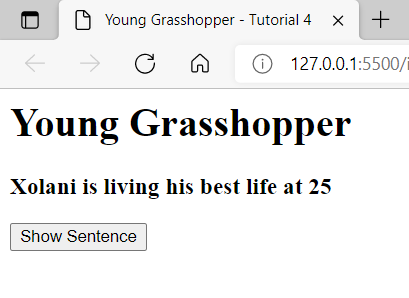 Young Grasshopper - Tutorial 4
127.0.0.1:5500/i
Young Grasshopper
Xolani is living his best life at 25
Show Sentence